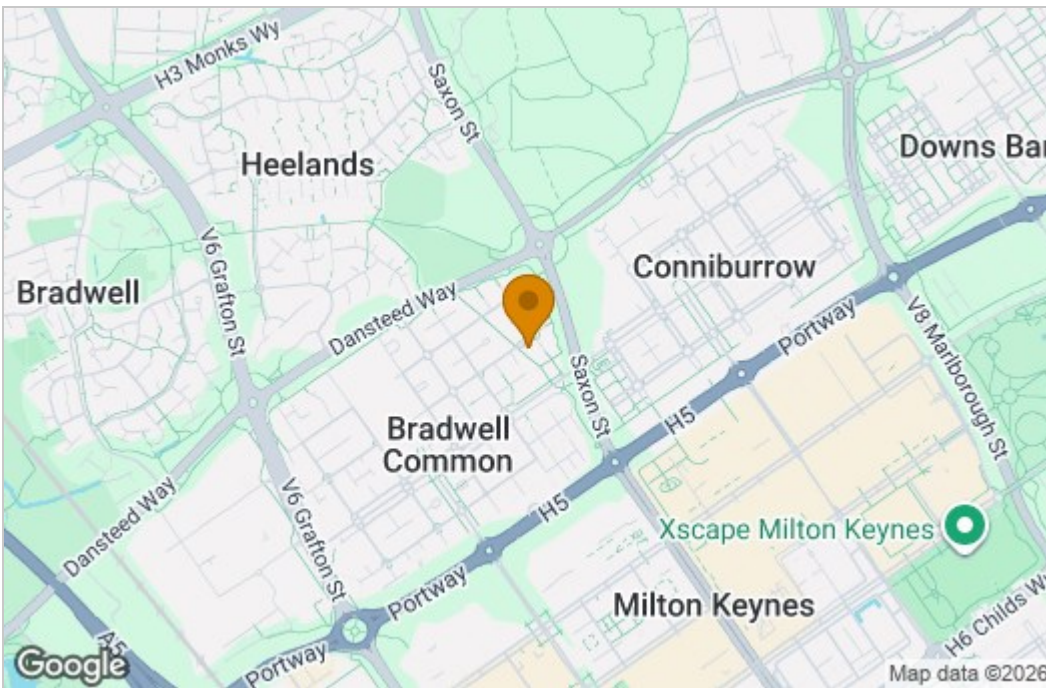 H3 Monks Wy
Saxon St
Heelands
Downs Bar
V6 Grafton St
Bradwell
Conniburrow
Dansteed Way
Portway
V8 Marlborough St
Saxon St
Bradwell
Common
H5
V6 Grafton St
Dansteed Way
H5
Xscape Milton Keynes
Portway
Milton Keynes
H6 Childs Wy
A5
Portway
Google
Map data ©2026